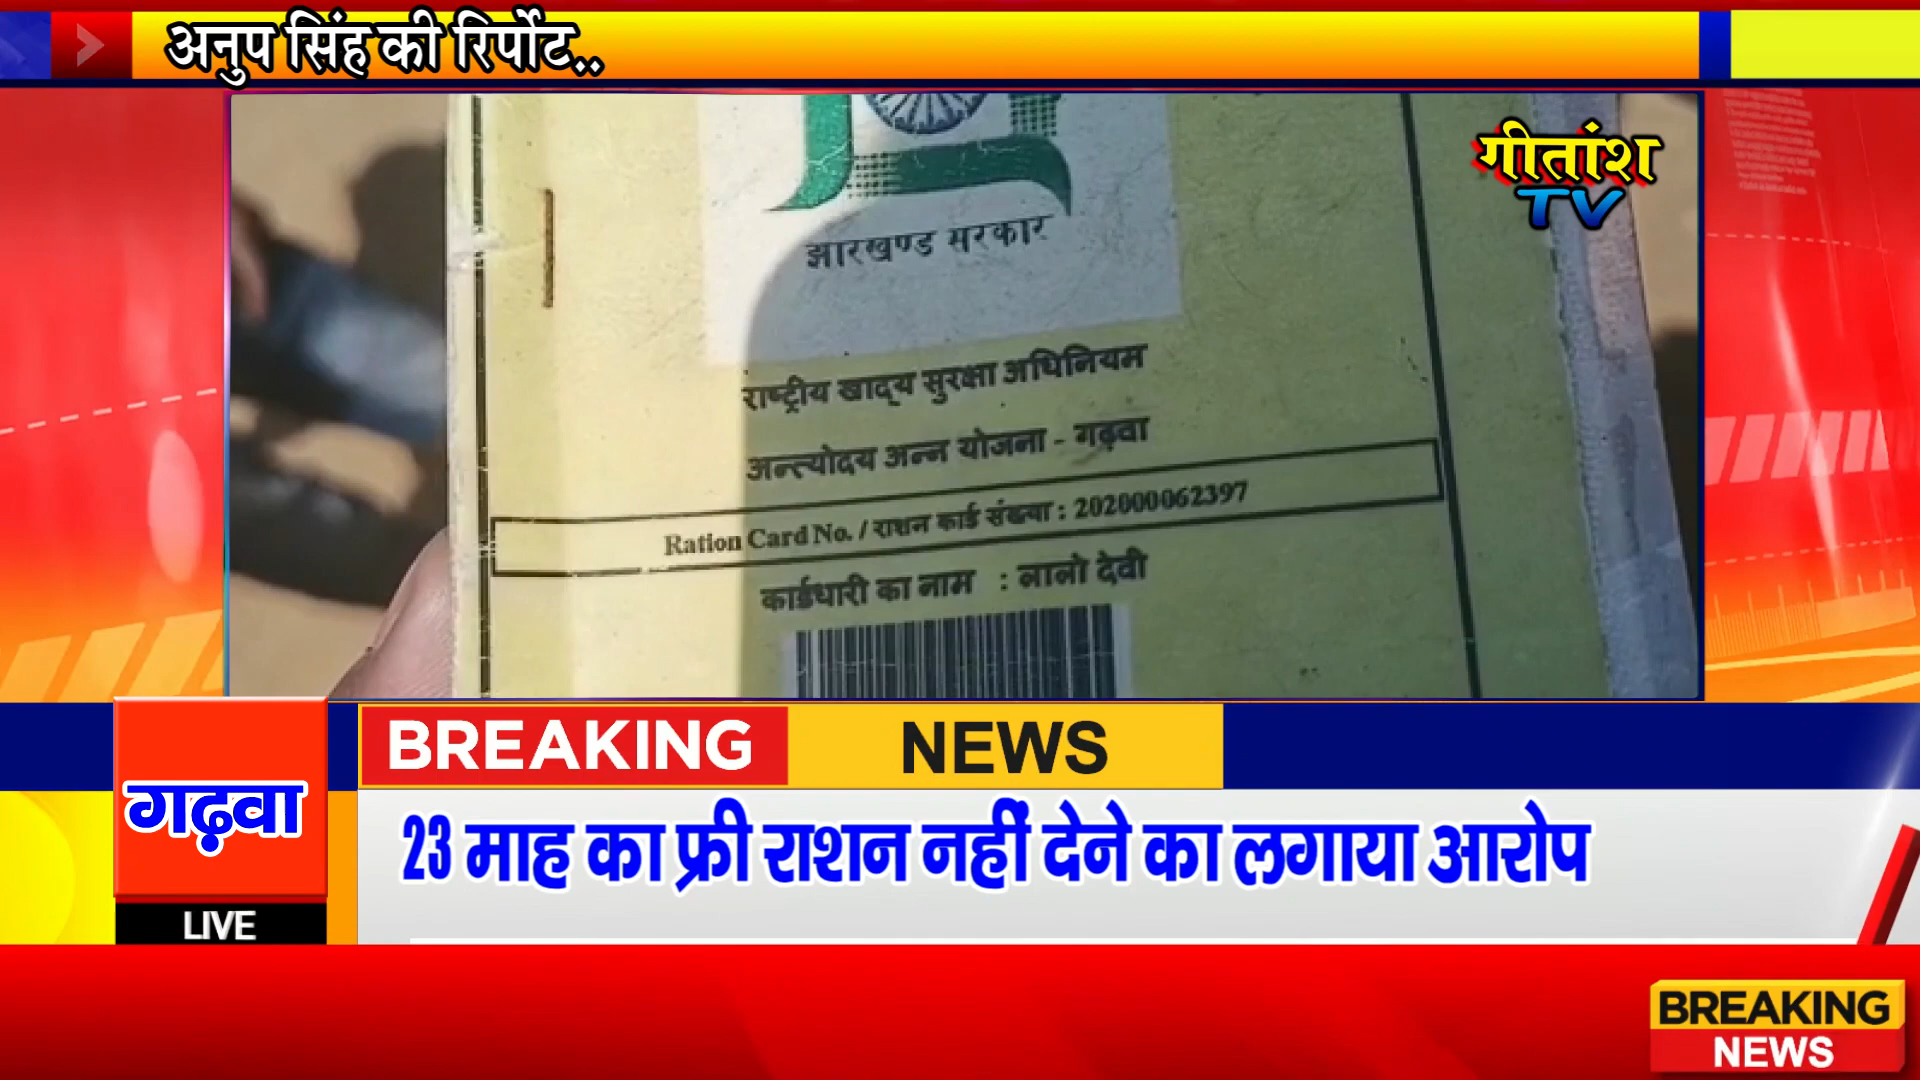 अनुप सिंह की रिर्पोट..
गीतांश
TV
झारखण्ड सरकार
राष्ट्रीय खाद्य सुरक्षा अधिनियम
अन्त्योदय अन्न योजना - गढ़वा
Ration Card No. / राशन कार्ड संख्या : 202000062397
कार्डधारी का नाम : लालो देवी
BREAKING NEWS
गढ़वा
23 माह का फ्री राशन नहीं देने का लगाया आरोप
LIVE
BREAKING
NEWS